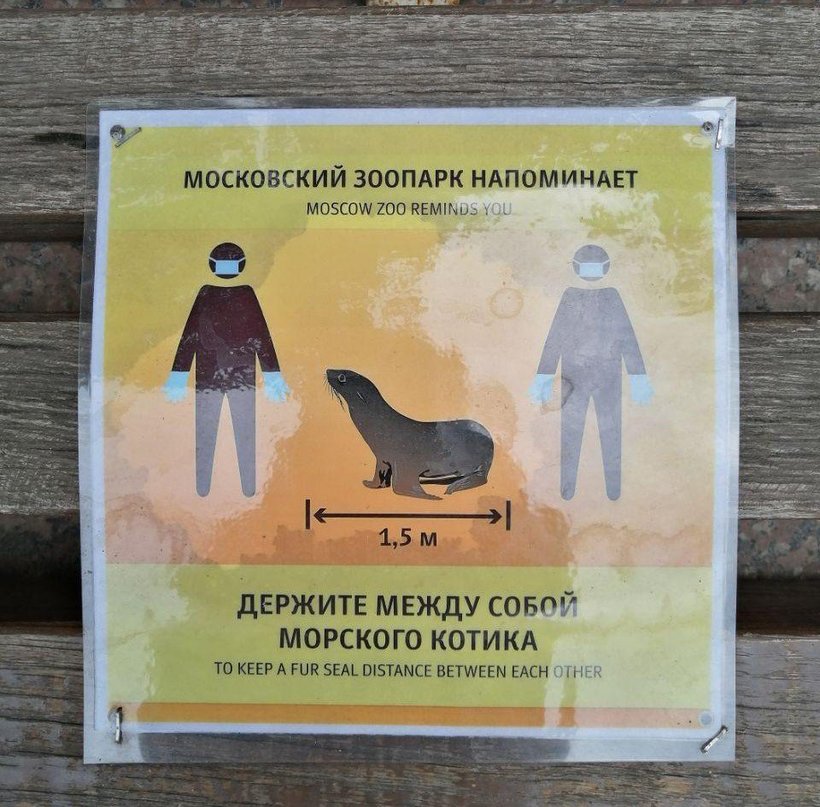 МОСКОВСКИЙ ЗООПАРК НАПОМИНАЕТ
MOSCOW ZOO REMINDS YOU
1,5 м
ДЕРЖИТЕ МЕЖДУ СОБОЙ
МОРСКОГО КОТИКА
TO KEEP A FUR SEAL DISTANCE BETWEEN EACH OTHER